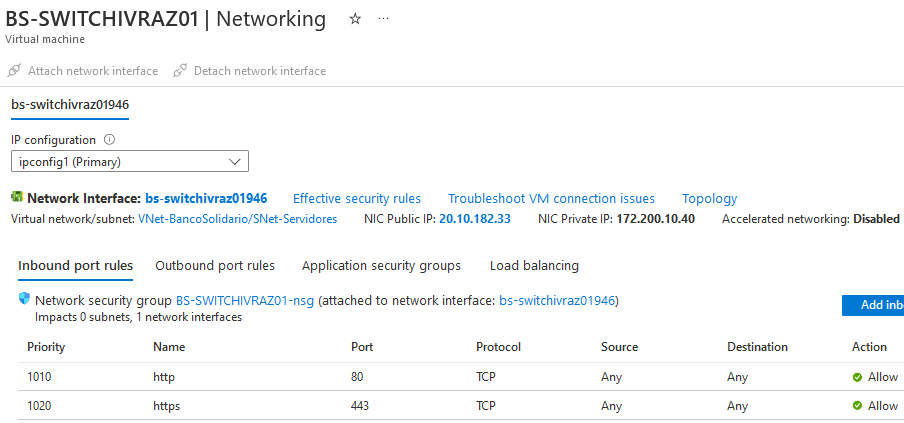 BS-SWITCHIVRAZ01 | Networking ☆ ...
Virtual machine
Attach network interface Detach network interface
bs-switchivraz01946
IP configuration
ipconfig1 (Primary)
Network Interface: bs-switchivraz01946 Effective security rules Troubleshoot VM connection issues Topology
Virtual network/subnet: VNet-BancoSolidario/SNet-Servidores NIC Public IP: 20.10.182.33 NIC Private IP: 172.200.10.40 Accelerated networking: Disabled
Inbound port rules Outbound port rules Application security groups Load balancing
Network security group BS-SWITCHIVRAZ01-nsg (attached to network interface: bs-switchivraz01946)
Impacts 0 subnets, 1 network interfaces
Add inb
Priority Name Port Protocol Source Destination Action
1010 http 80 TCP Any Any Allow
1020 https 443 TCP Any Any Allow